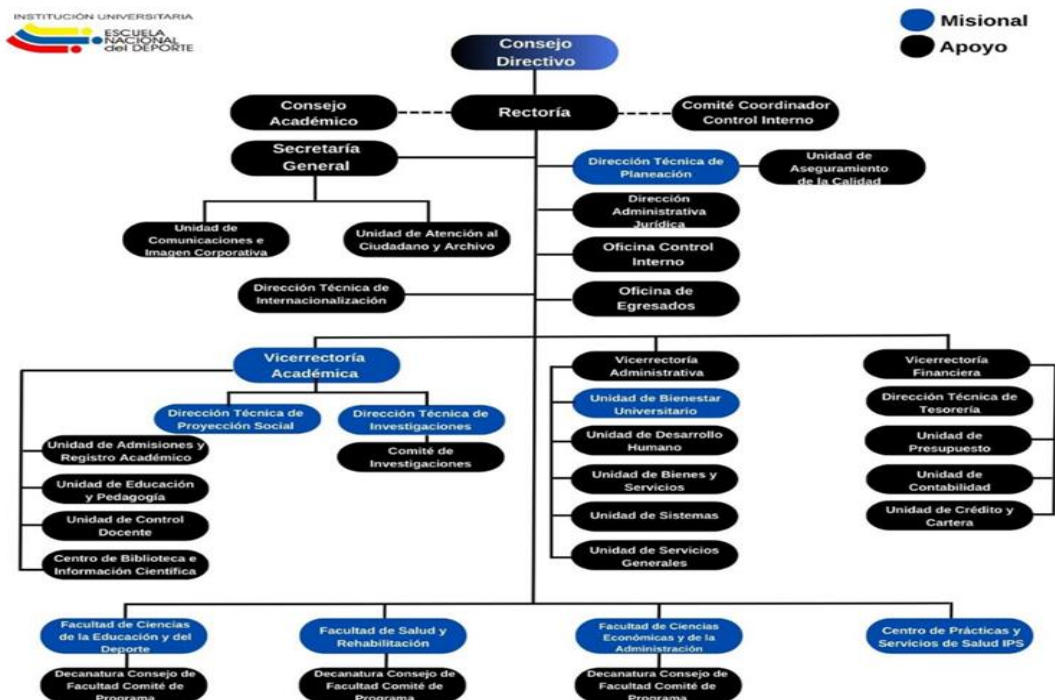 INSTITUCIÓN UNIVERSITARIA
ESCUELA
NACIONAL
del DEPORTE
Misional
Apoyo
Consejo
Directivo
Consejo
Académico
Rectoría
Comité Coordinador
Control Interno
Secretaría
General
Dirección Técnica de
Planeación
Unidad de
Aseguramiento
de la Calidad
Unidad de
Comunicaciones e
Imagen Corporativa
Unidad de Atención al
Ciudadano y Archivo
Dirección
Administrativa
Jurídica
Oficina Control
Interno
Dirección Técnica de
Internacionalización
Oficina de
Egresados
Vicerrectoría
Académica
Vicerrectoría
Administrativa
Vicerrectoría
Financiera
Dirección Técnica de
Proyección Social
Dirección Técnica de
Investigaciones
Unidad de Bienestar
Universitario
Dirección Técnica de
Tesorería
Unidad de Admisiones y
Registro Académico
Comité de
Investigaciones
Unidad de Desarrollo
Humano
Unidad de
Presupuesto
Unidad de Educación
y Pedagogía
Unidad de Bienes y
Servicios
Unidad de
Contabilidad
Unidad de Control
Docente
Unidad de Sistemas
Unidad de Crédito y
Cartera
Centro de Biblioteca e
Información Científica
Unidad de Servicios
Generales
Facultad de Ciencias
de la Educación y del
Deporte
Facultad de Salud y
Rehabilitación
Facultad de Ciencias
Económicas y de la
Administración
Centro de Prácticas y
Servicios de Salud IPS
Decanatura Consejo
de Facultad Comité de
Programa
Decanatura Consejo
de Facultad Comité de
Programa
Decanatura Consejo
de Facultad Comité de
Programa